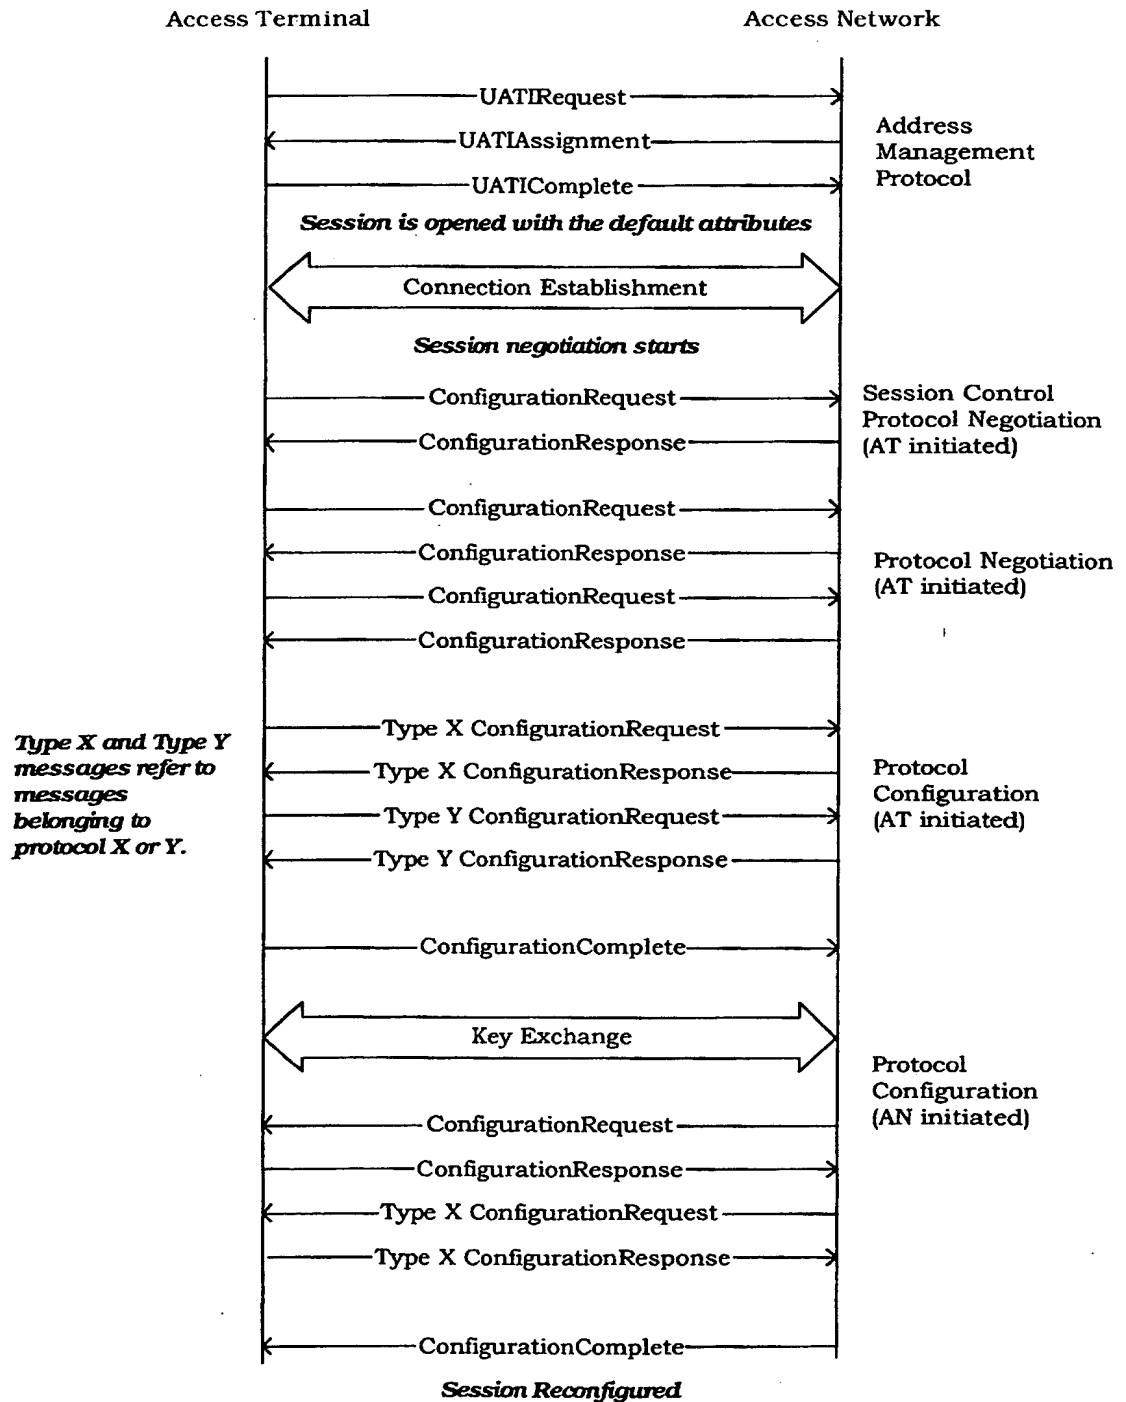 Access Terminal
Access Network
UATIRequest
UATIAssignment
UATIComplete
Address
Management
Protocol
Session is opened with the default attributes
Connection Establishment
Session negotiation starts
ConfigurationRequest
ConfigurationResponse
Session Control
Protocol Negotiation
(AT initiated)
ConfigurationRequest
ConfigurationResponse
ConfigurationRequest
ConfigurationResponse
Protocol Negotiation
(AT initiated)
Type X and Type Y
messages refer to
messages
belonging to
protocol X or Y.
Type X ConfigurationRequest
Type X ConfigurationResponse
Type Y ConfigurationRequest
Type Y ConfigurationResponse
Protocol
Configuration
(AT initiated)
ConfigurationComplete
Key Exchange
Protocol
Configuration
(AN initiated)
ConfigurationRequest
ConfigurationResponse
Type X ConfigurationRequest
Type X ConfigurationResponse
ConfigurationComplete
Session Reconfigured